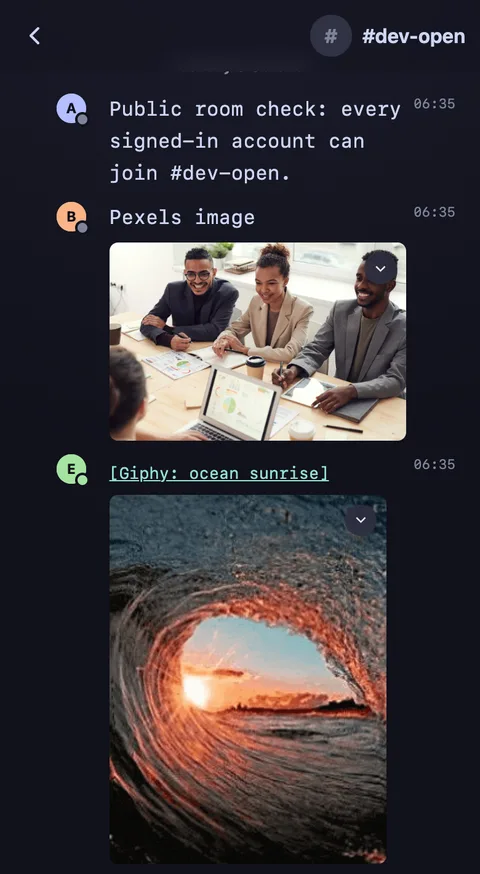 # #dev-open
A Public room check: every 06:35
signed-in account can
join #dev-open.
B Pexels image 06:35
E [Giphy: ocean sunrise] 06:35